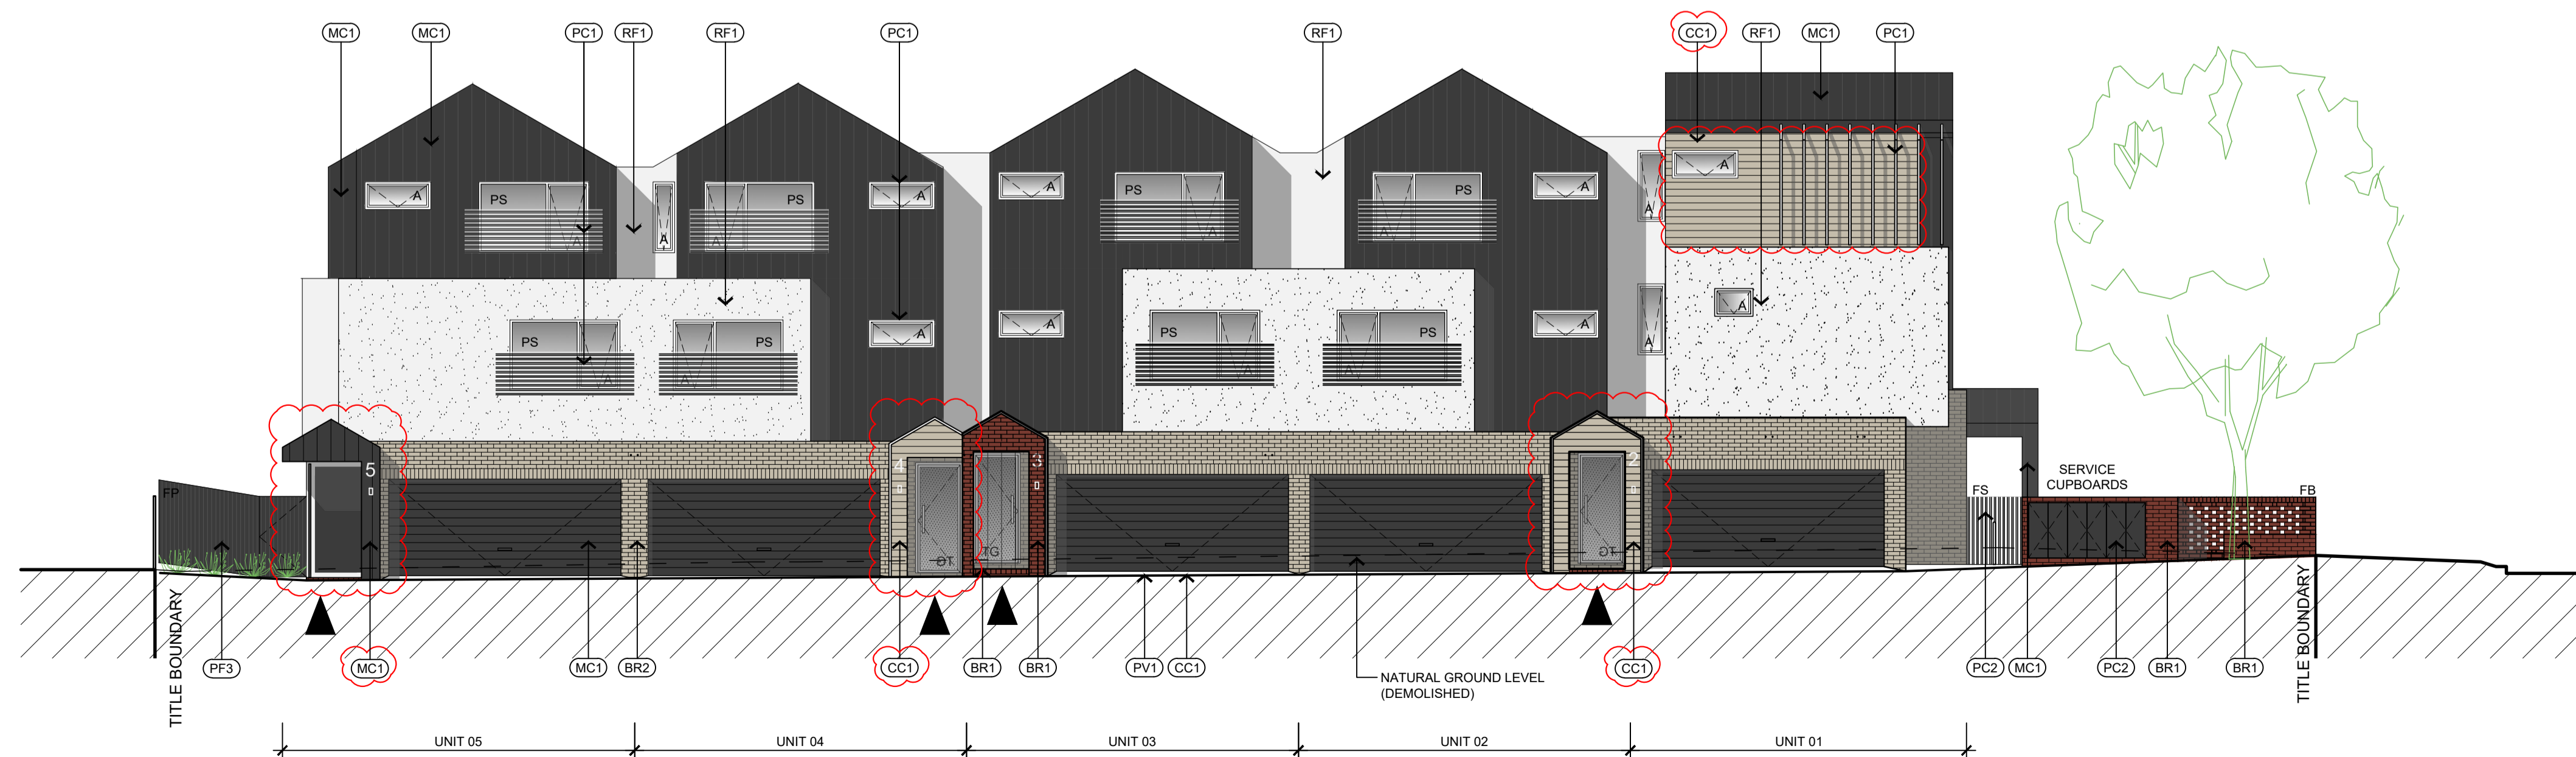 MC1
MC1
PC1
RF1
RF1
PC1
RF1
CC1
RF1
MC1
PC1
A
PS
A
A
A
PS
A
A
PS
A
PS
A
A
A
PS
A
PS
A
A
A
PS
A
PS
A
A
A
FP
5
4
3
2
SERVICE
CUPBOARDS
FS
FB
TG
TG
TG
PF3
MC1
MC1
BR2
CC1
BR1
BR1
PV1
CC1
NATURAL GROUND LEVEL
(DEMOLISHED)
CC1
PC2
MC1
PC2
BR1
BR1
TITLE BOUNDARY
TITLE BOUNDARY
UNIT 05
UNIT 04
UNIT 03
UNIT 02
UNIT 01